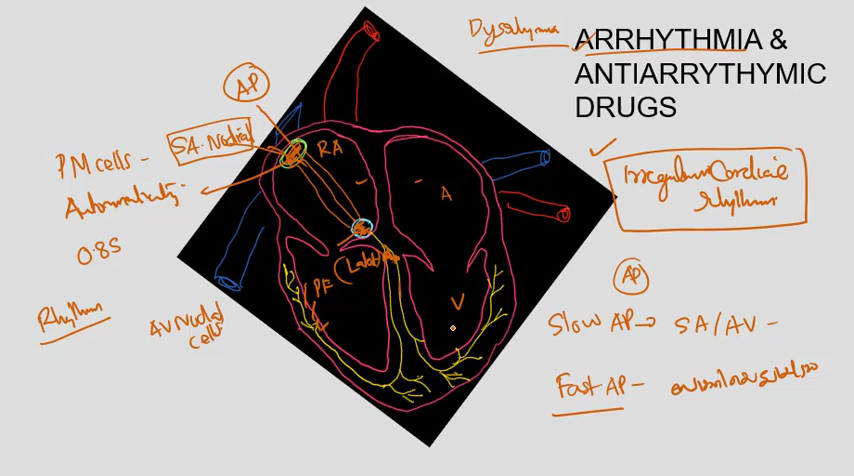 Dysrhythmia
ARRHYTHMIA &
ANTIARRYTHYMIC
DRUGS
AP
SA-Nodal
RA
PM cells -
Automaticity
0.8S
Rhythm
AV Nodal
cells
PF
A
V
Irregular Cardiac
rhythm
AP
Slow AP→ SA/AV -
Fast AP -